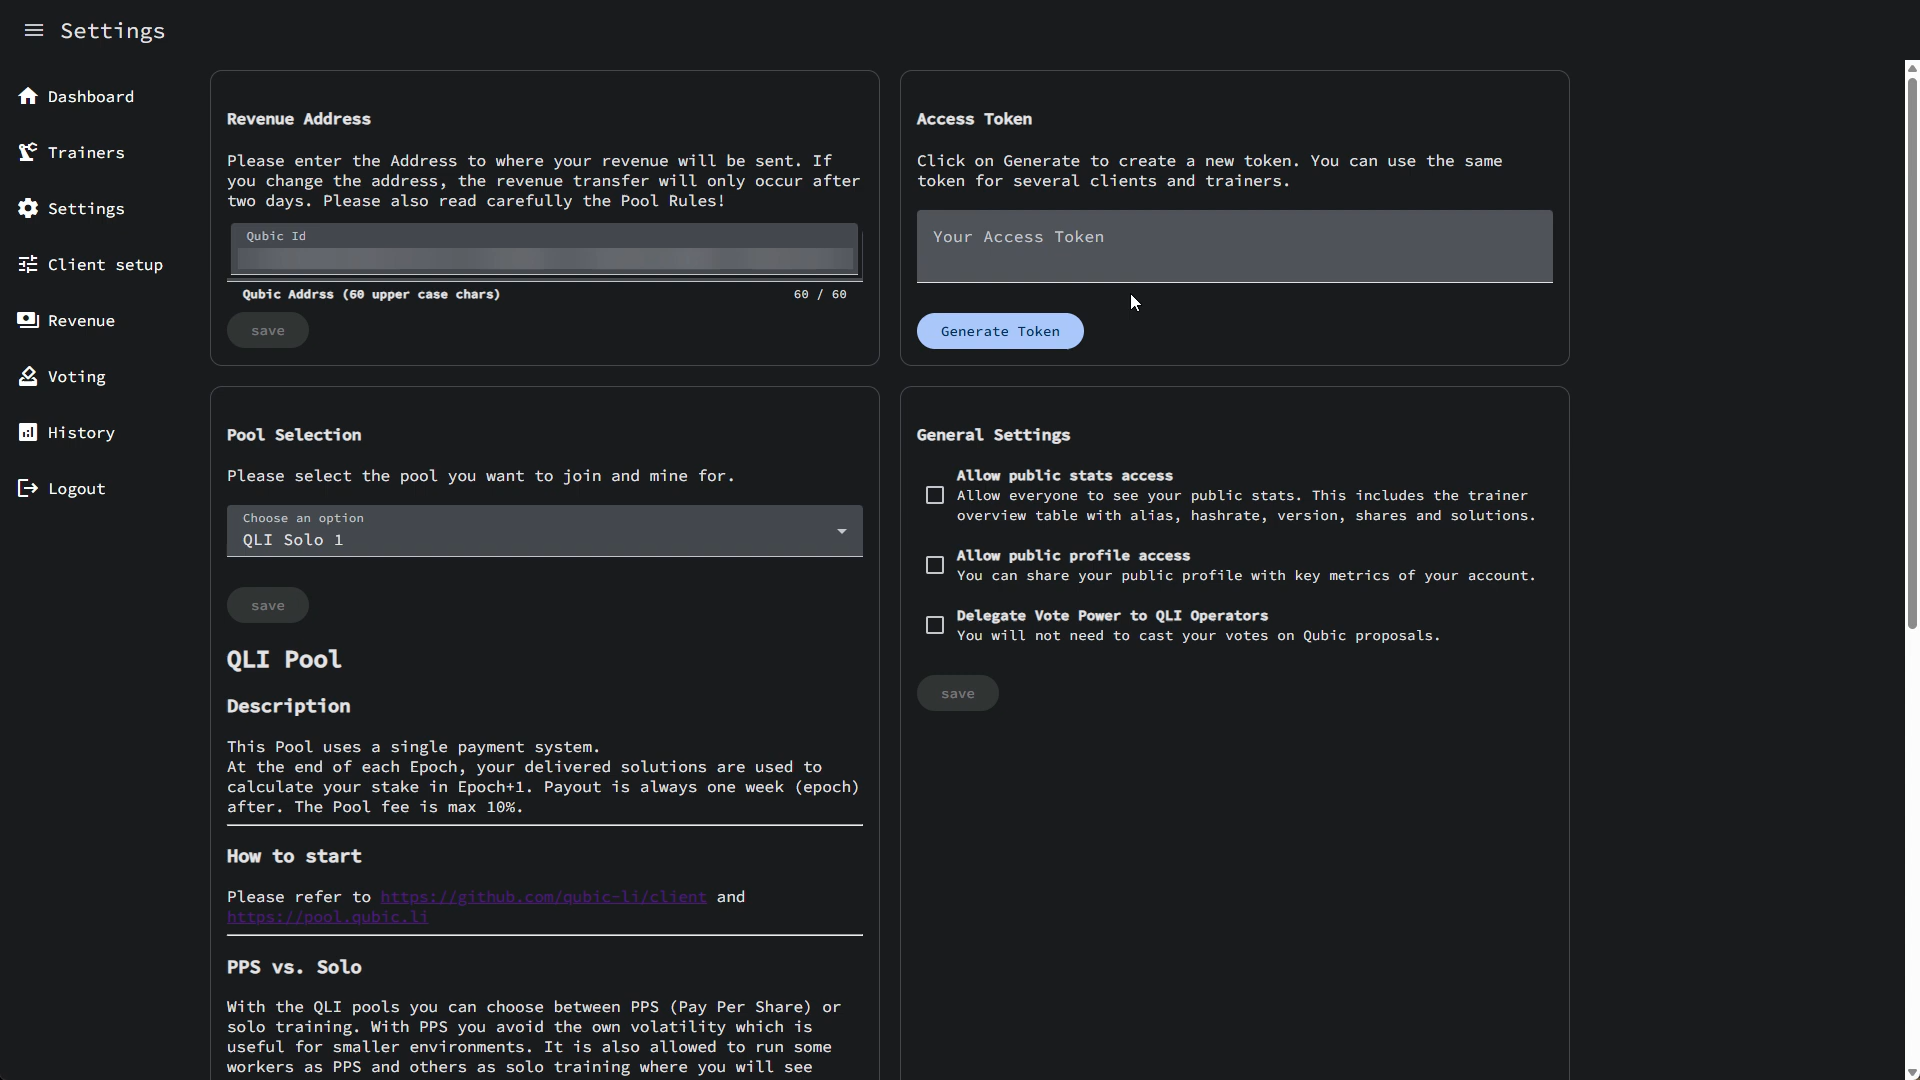 Settings
Dashboard
Trainers
Settings
Client setup
Revenue
Voting
History
Logout
Revenue Address
Please enter the Address to where your revenue will be sent. If
you change the address, the revenue transfer will only occur after
two days. Please also read carefully the Pool Rules!
Qubic Id
Qubic Addrss (60 upper case chars)
60 / 60
save
Access Token
Click on Generate to create a new token. You can use the same
token for several clients and trainers.
Your Access Token
Generate Token
Pool Selection
Please select the pool you want to join and mine for.
Choose an option
QLI Solo 1
save
QLI Pool
Description
This Pool uses a single payment system.
At the end of each Epoch, your delivered solutions are used to
calculate your stake in Epoch+1. Payout is always one week (epoch)
after. The Pool fee is max 10%.
How to start
Please refer to https://github.com/qubic-li/client and
https://pool.qubic.li
PPS vs. Solo
With the QLI pools you can choose between PPS (Pay Per Share) or
solo training. With PPS you avoid the own volatility which is
useful for smaller environments. It is also allowed to run some
workers as PPS and others as solo training where you will see
General Settings
Allow public stats access
Allow everyone to see your public stats. This includes the trainer
overview table with alias, hashrate, version, shares and solutions.
Allow public profile access
You can share your public profile with key metrics of your account.
Delegate Vote Power to QLI Operators
You will not need to cast your votes on Qubic proposals.
save